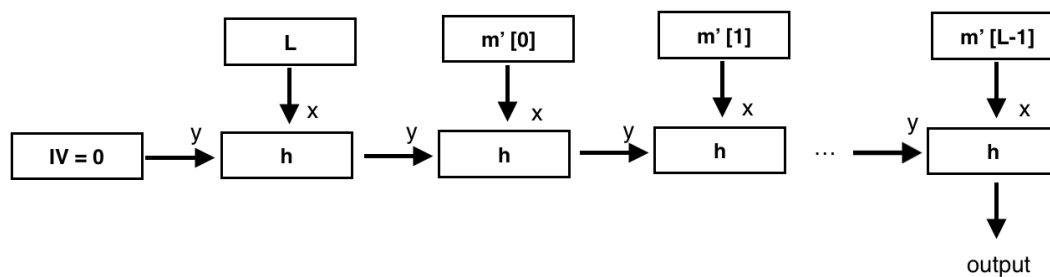 L
m' [0]
m' [1]
m' [L-1]
x
x
x
x
y
y
y
y
IV = 0
h
h
h
...
h
output